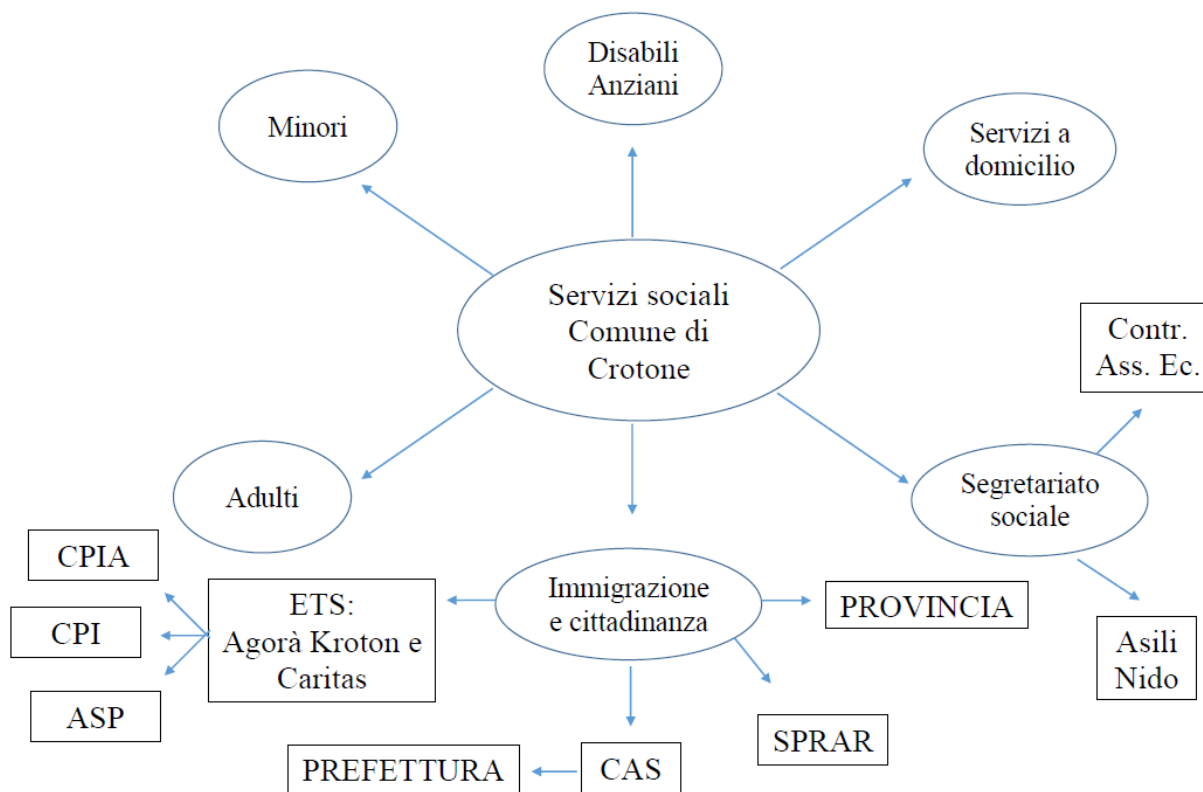 Disabili
Anziani
Minori
Servizi a
domicilio
Servizi sociali
Comune di
Crotone
Contr.
Ass. Ec.
Adulti
Segretariato
sociale
CPIA
CPI
ASP
ETS:
Agorà Kroton e
Caritas
Immigrazione
e cittadinanza
PROVINCIA
Asili
Nido
SPRAR
PREFETTURA
CAS